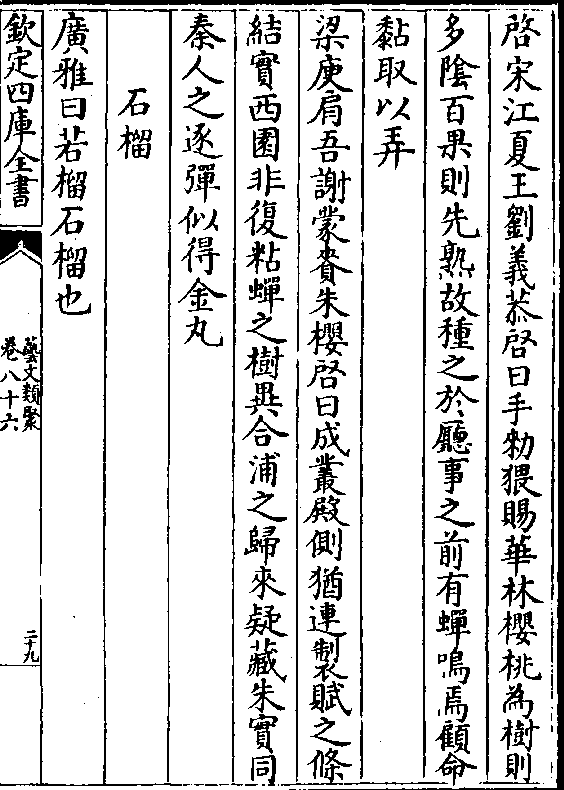 啓宋江夏王劉義恭啓曰手勑猥賜華林櫻桃為樹則
多隂百果則先熟故種之於廳事之前有蟬鳴焉顧命
黏取以弄
梁庾肩吾謝蒙賚朱櫻啓曰成叢殿側猶連製賦之條
結實西園非復粘蟬之樹異合浦之歸來疑藏朱實同
秦人之逐彈似得金丸
石榴
廣雅曰若榴石榴也
欽定四庫全書
藝文類聚
卷八十六
二十九